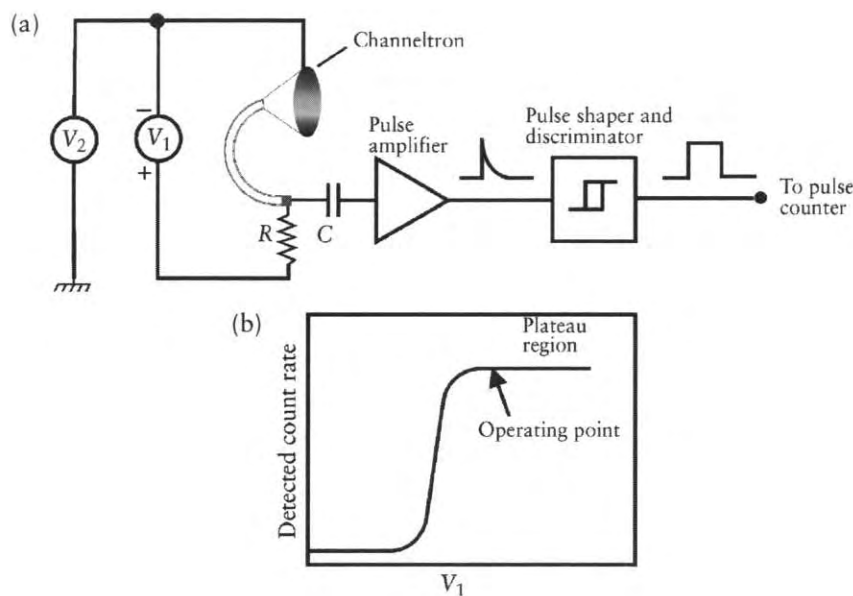 (a)
Channeltron
Pulse shaper and
discriminator
Pulse
amplifier
−
V2
V1
+
To pulse
counter
R
C
(b)
Plateau
region
Operating point
Detected count rate
V1